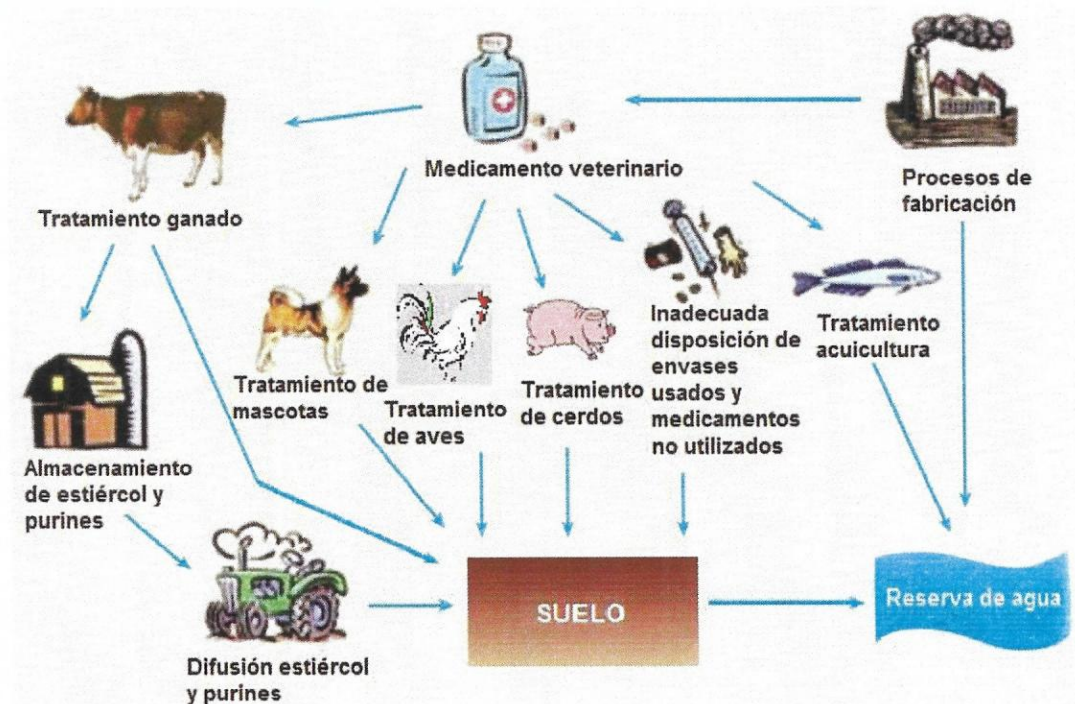 Medicamento veterinario
Procesos de
fabricación
Tratamiento ganado
Inadecuada
disposición de
envases
usados y
medicamentos
no utilizados
Tratamiento
acuicultura
Tratamiento de
mascotas
Tratamiento
de aves
Tratamiento
de cerdos
Almacenamiento
de estiércol y
purines
SUELO
Reserva de agua
Difusión estiércol
y purines